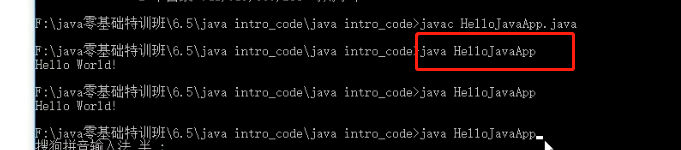 F:\java零基础特训班\6.5\java intro_code\java intro_code>javac HelloJavaApp.java
F:\java零基础特训班\6.5\java intro_code\java intro_code>java HelloJavaApp
Hello World!
F:\java零基础特训班\6.5\java intro_code\java intro_code>java HelloJavaApp
Hello World!
F:\java零基础特训班\6.5\java intro_code\java intro_code>java HelloJavaApp_
搜狗拼音输入法 半 :